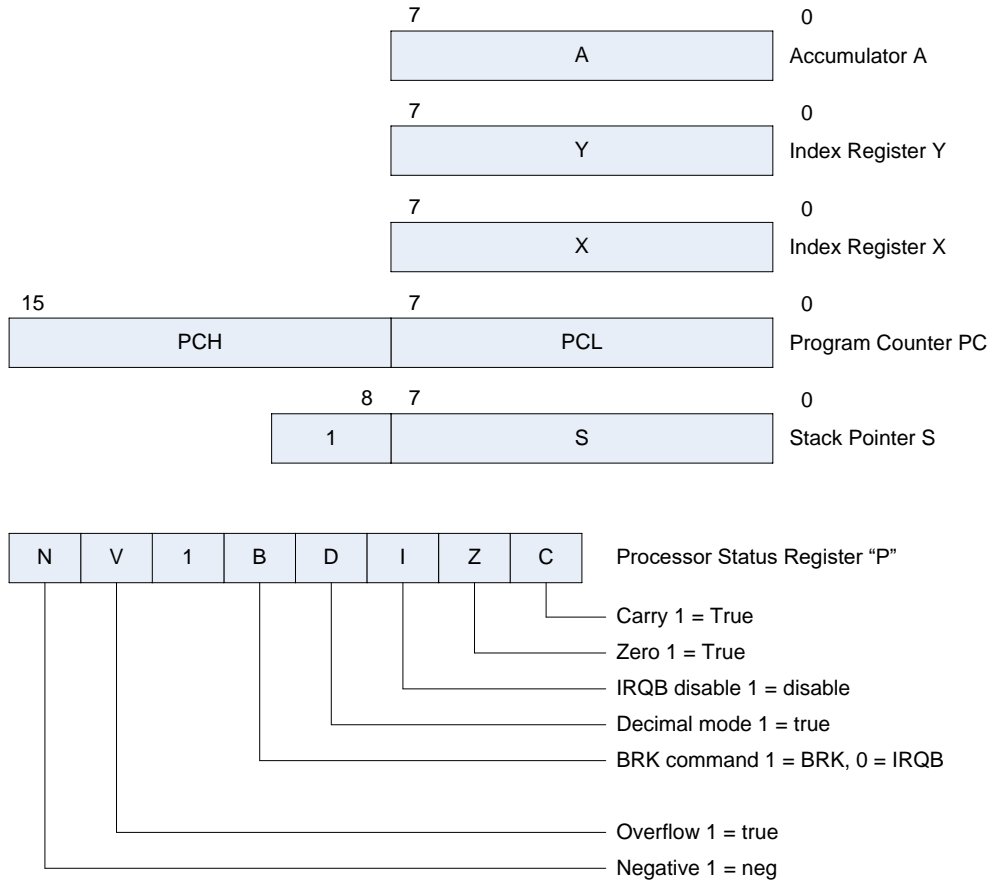 7 0
A Accumulator A
7 0
Y Index Register Y
7 0
X Index Register X
15 7 0
PCH PCL Program Counter PC
8 7 0
1 S Stack Pointer S
N V 1 B D I Z C Processor Status Register “P”
Carry 1 = True
Zero 1 = True
IRQB disable 1 = disable
Decimal mode 1 = true
BRK command 1 = BRK, 0 = IRQB
Overflow 1 = true
Negative 1 = neg